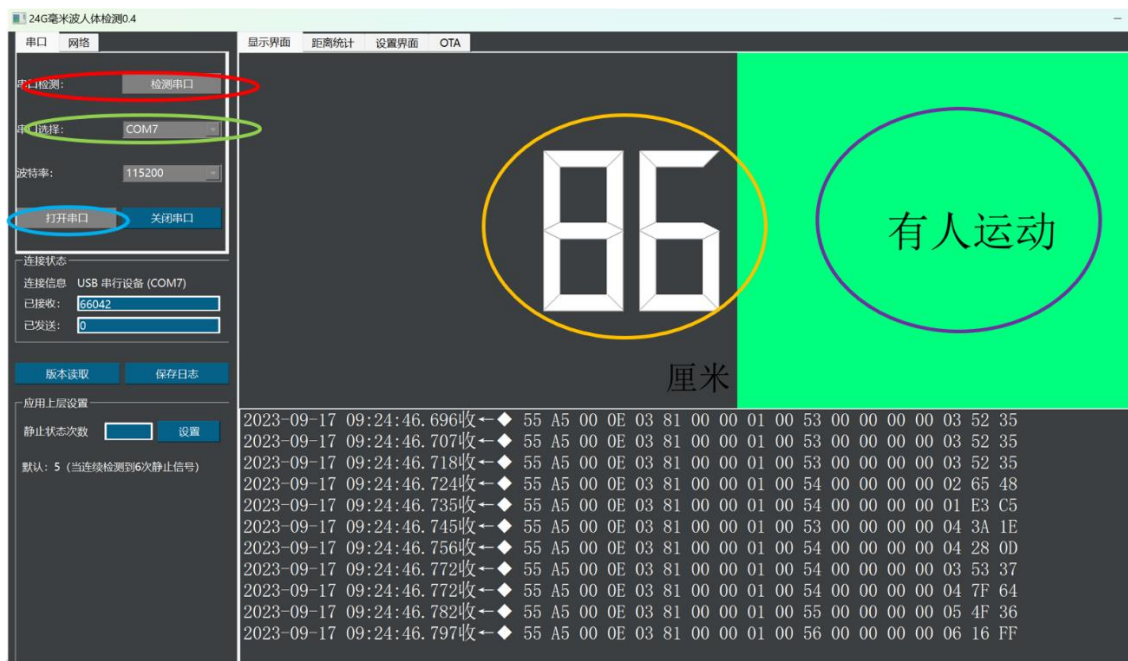 24G毫米波人体检测0.4
串口 网络
显示界面 距离统计 设置界面 OTA
串口检测: 检测串口
串口选择: COM7
波特率: 115200
打开串口 关闭串口
86
厘米
有人运动
连接状态
连接信息 USB 串行设备 (COM7)
已接收: 66042
已发送: 0
版本读取 保存日志
应用上层设置
静止状态次数 设置
默认: 5 (当连续检测到6次静止信号)
2023-09-17 09:24:46.696收←◆ 55 A5 00 0E 03 81 00 00 01 00 53 00 00 00 00 03 52 35
2023-09-17 09:24:46.707收←◆ 55 A5 00 0E 03 81 00 00 01 00 53 00 00 00 00 03 52 35
2023-09-17 09:24:46.718收←◆ 55 A5 00 0E 03 81 00 00 01 00 53 00 00 00 00 03 52 35
2023-09-17 09:24:46.724收←◆ 55 A5 00 0E 03 81 00 00 01 00 54 00 00 00 00 02 65 48
2023-09-17 09:24:46.735收←◆ 55 A5 00 0E 03 81 00 00 01 00 54 00 00 00 00 01 E3 C5
2023-09-17 09:24:46.745收←◆ 55 A5 00 0E 03 81 00 00 01 00 53 00 00 00 00 04 3A 1E
2023-09-17 09:24:46.756收←◆ 55 A5 00 0E 03 81 00 00 01 00 54 00 00 00 00 04 28 0D
2023-09-17 09:24:46.772收←◆ 55 A5 00 0E 03 81 00 00 01 00 54 00 00 00 00 03 53 37
2023-09-17 09:24:46.772收←◆ 55 A5 00 0E 03 81 00 00 01 00 54 00 00 00 00 04 7F 64
2023-09-17 09:24:46.782收←◆ 55 A5 00 0E 03 81 00 00 01 00 55 00 00 00 00 05 4F 36
2023-09-17 09:24:46.797收←◆ 55 A5 00 0E 03 81 00 00 01 00 56 00 00 00 00 06 16 FF